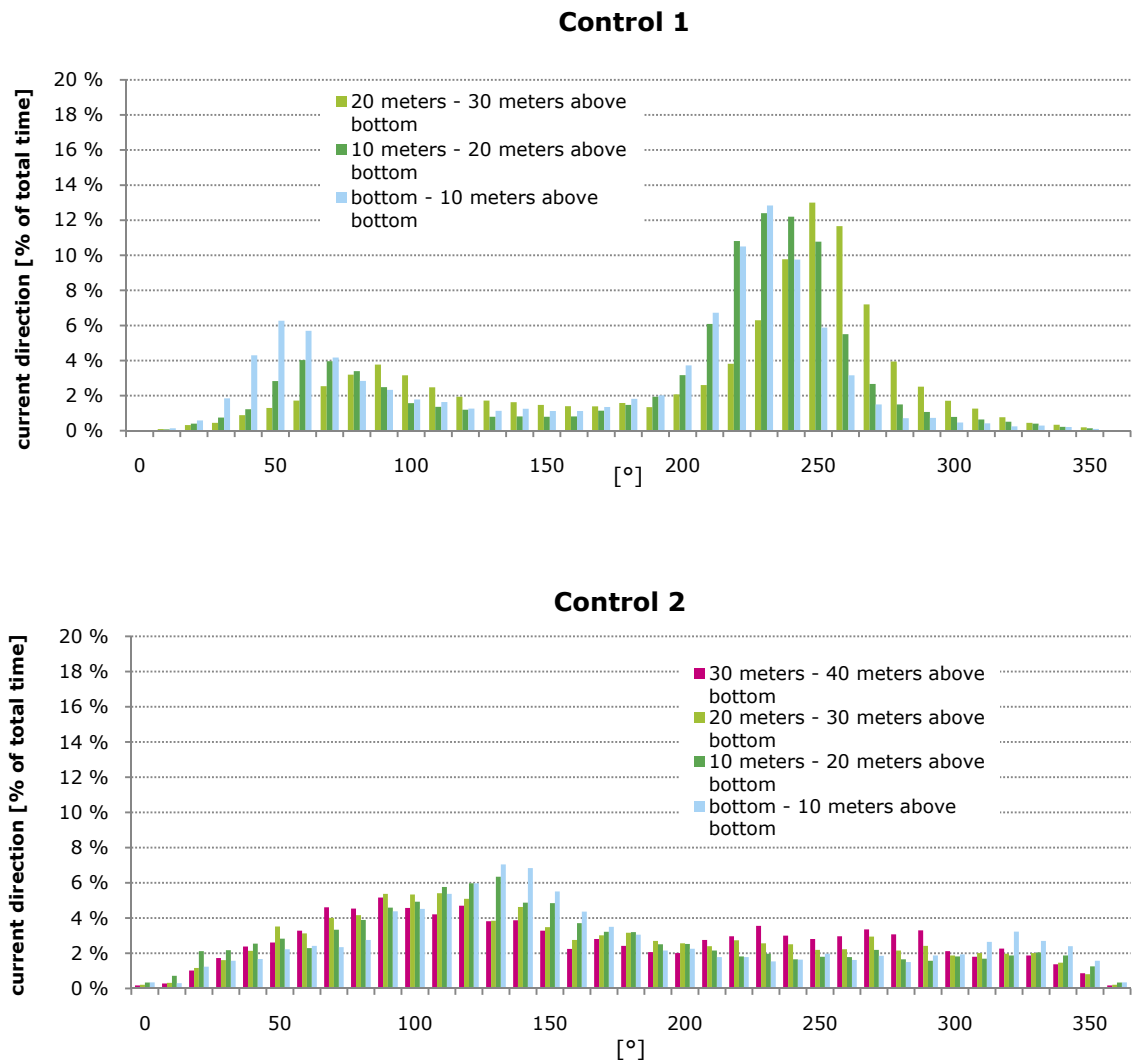 Control 1
current direction [% of total time]
20 %
18 %
16 %
14 %
12 %
10 %
8 %
6 %
4 %
2 %
0 %
20 meters - 30 meters above
bottom
10 meters - 20 meters above
bottom
bottom - 10 meters above
bottom
0 50 100 150 200 250 300 350
[°]
Control 2
current direction [% of total time]
20 %
18 %
16 %
14 %
12 %
10 %
8 %
6 %
4 %
2 %
0 %
30 meters - 40 meters above
bottom
20 meters - 30 meters above
bottom
10 meters - 20 meters above
bottom
bottom - 10 meters above
bottom
0 50 100 150 200 250 300 350
[°]